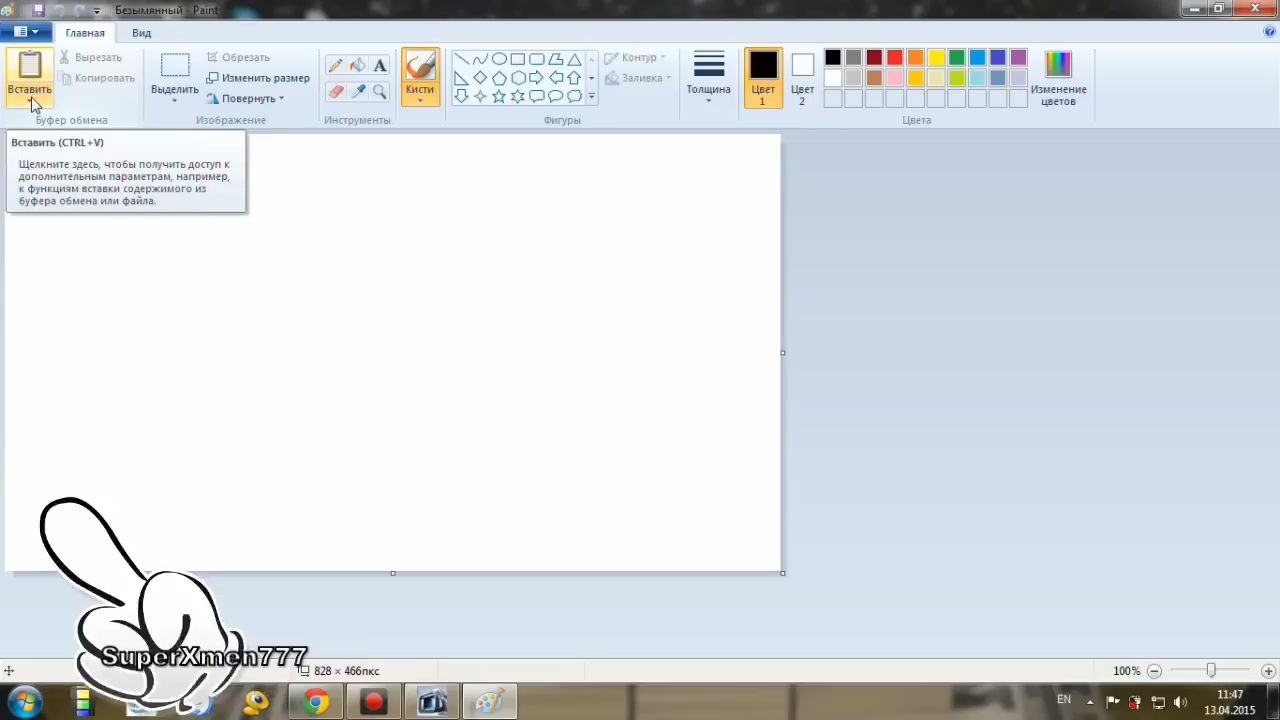 Безымянный - Paint
Главная
Вид
Вставить
Вырезать
Копировать
Буфер обмена
Выделить
Обрезать
Изменить размер
Повернуть
Изображение
Инструменты
Кисти
Фигуры
Контур
Заливка
Толщина
Цвет
1
Цвет
2
Изменение
цветов
Цвета
Вставить (CTRL+V)
Щелкните здесь, чтобы получить доступ к
дополнительным параметрам, например,
к функциям вставки содержимого из
буфера обмена или файла.
SuperXmen777
828 × 466пкс
100%
EN
11:47
13.04.2015